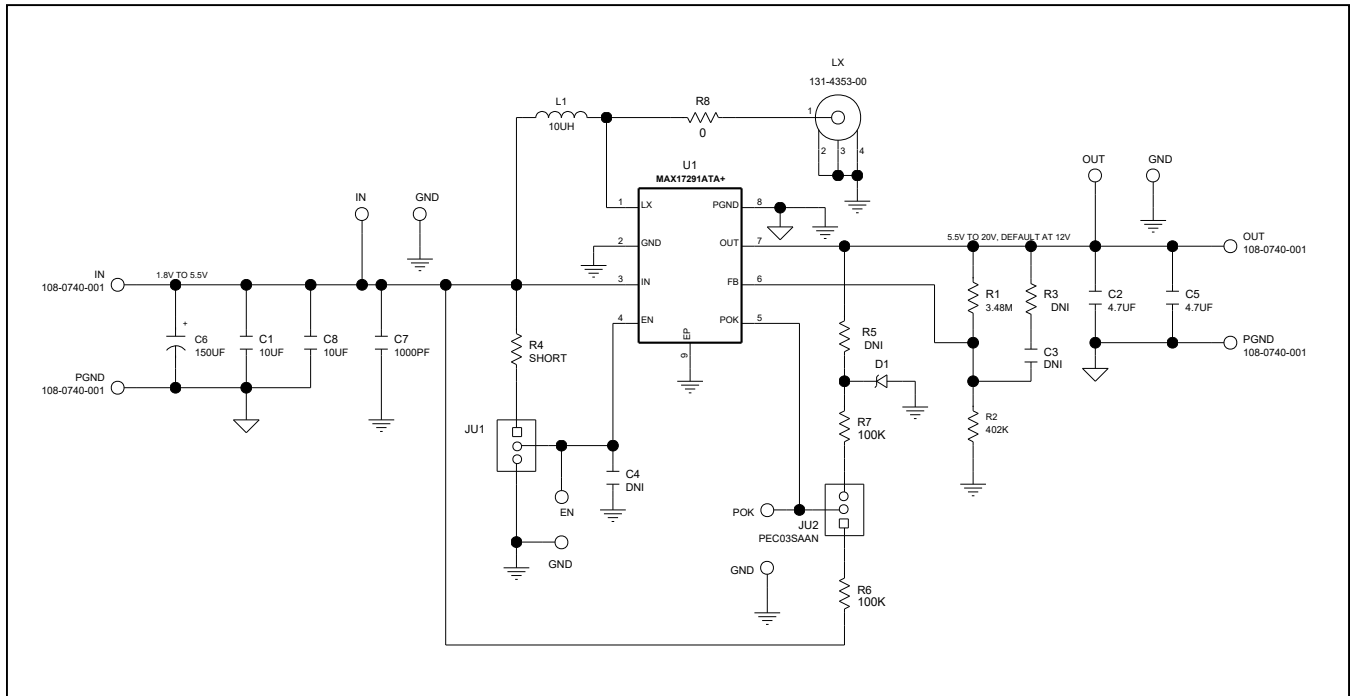 LX
131-4353-00
L1
10UH
R8
0
1
2
3
4
U1
MAX17291ATA+
1
LX
PGND
8
2
GND
OUT
7
3
IN
FB
6
4
EN
POK
5
EP
9
IN
GND
IN
108-0740-001
1.8V TO 5.5V
+
C6
150UF
C1
10UF
C8
10UF
C7
1000PF
PGND
108-0740-001
R4
SHORT
JU1
C4
DNI
EN
GND
OUT
GND
5.5V TO 20V, DEFAULT AT 12V
OUT
108-0740-001
R1
3.48M
R3
DNI
C2
4.7UF
C5
4.7UF
R5
DNI
C3
DNI
PGND
108-0740-001
D1
R7
100K
R2
402K
POK
JU2
PEC03SAAN
GND
R6
100K